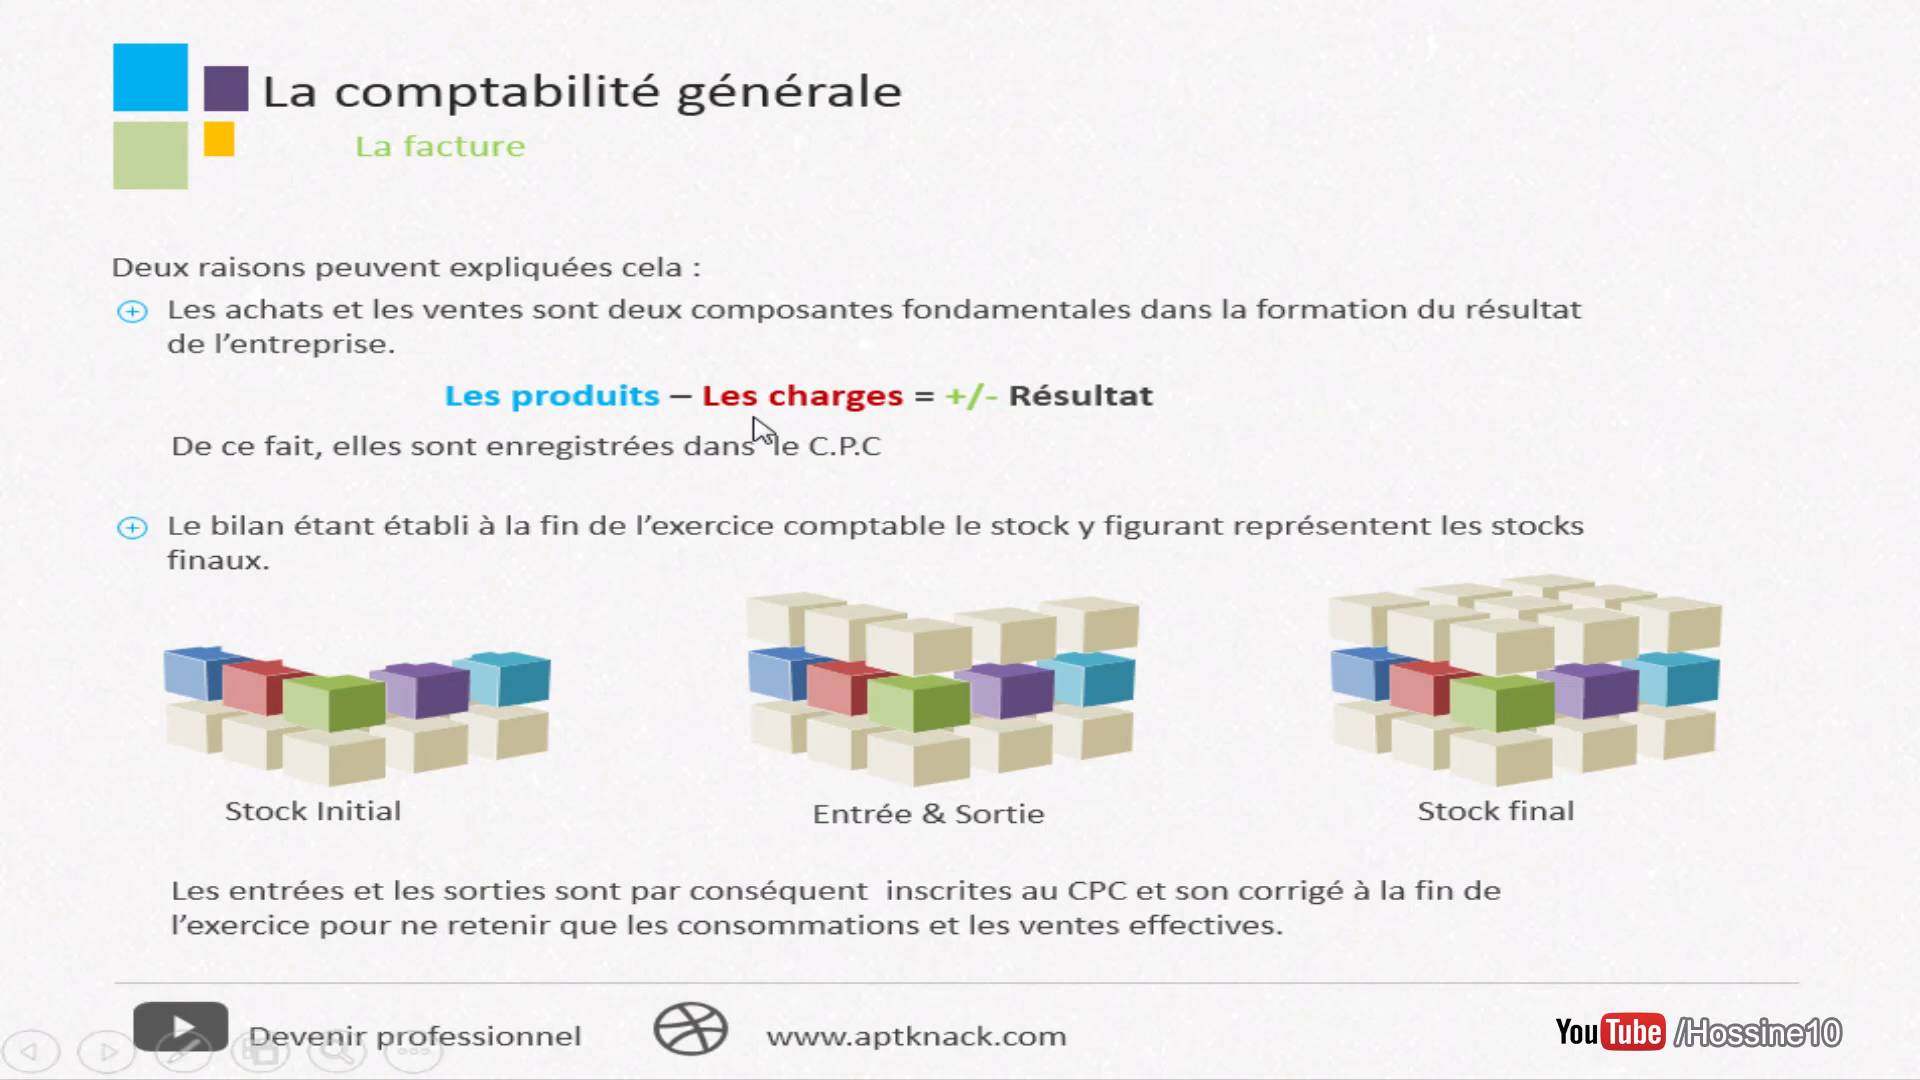 La comptabilité générale
La facture
Deux raisons peuvent expliquées cela :
Les achats et les ventes sont deux composantes fondamentales dans la formation du résultat
de l’entreprise.
Les produits – Les charges = +/- Résultat
De ce fait, elles sont enregistrées dans le C.P.C
Le bilan étant établi à la fin de l’exercice comptable le stock y figurant représentent les stocks
finaux.
Stock Initial
Entrée & Sortie
Stock final
Les entrées et les sorties sont par conséquent inscrites au CPC et son corrigé à la fin de
l’exercice pour ne retenir que les consommations et les ventes effectives.
Devenir professionnel
www.aptknack.com
YouTube /Hossine10